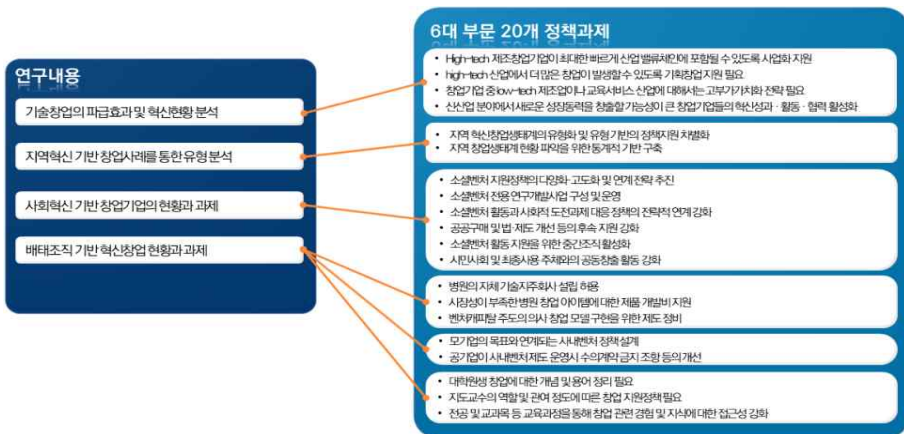 연구내용
기술창업의 파급효과 및 혁신현황 분석
지역혁신 기반 창업사례를 통한 유형 분석
사회혁신 기반 창업기업의 현황과 과제
배태조직 기반 혁신창업 현황과 과제
6대 부문 20개 정책과제
• High-tech 제조창업기업이 최대한 빠르게 산업 밸류체인에 포함될 수 있도록 사업화 지원
• high-tech 산업에서 더 많은 창업이 발생할 수 있도록 기획창업 지원 필요
• 창업기업 중 low-tech 제조업이나 교육서비스 산업에 대해서는 고부가가치화 전략 필요
• 신산업 분야에서 새로운 성장동력을 창출할 가능성이 큰 창업기업들의 혁신성과·활동·협력 활성화
• 지역 혁신창업생태계의 유형화 및 유형 기반의 정책지원 차별화
• 지역 창업생태계 현황 파악을 위한 통계적 기반 구축
• 소셜벤처 지원정책의 다양화·고도화 및 연계 전략 추진
• 소셜벤처 전용 연구개발사업 구성 및 운영
• 소셜벤처 활동과 사회적 도전과제 대응 정책의 전략적 연계 강화
• 공공구매 및 법·제도 개선 등의 후속 지원 강화
• 소셜벤처 활동 지원을 위한 중간조직 활성화
• 시민사회 및 최종사용 주체와의 공동창출 활동 강화
• 병원의 자체 기술지주회사 설립 허용
• 시장성이 부족한 병원 창업 아이템에 대한 제품 개발비 지원
• 벤처캐피탈 주도의 의사 창업 모델 구현을 위한 제도 정비
• 모기업의 목표와 연계되는 사내벤처 정책 설계
• 공기업이 사내벤처 제도 운영시 수의계약 금지 조항 등의 개선
• 대학원생 창업에 대한 개념 및 용어 정리 필요
• 지도교수의 역할 및 관여 정도에 따른 창업 지원정책 필요
• 전공 및 교과목 등 교육과정을 통해 창업 관련 경험 및 지식에 대한 접근성 강화